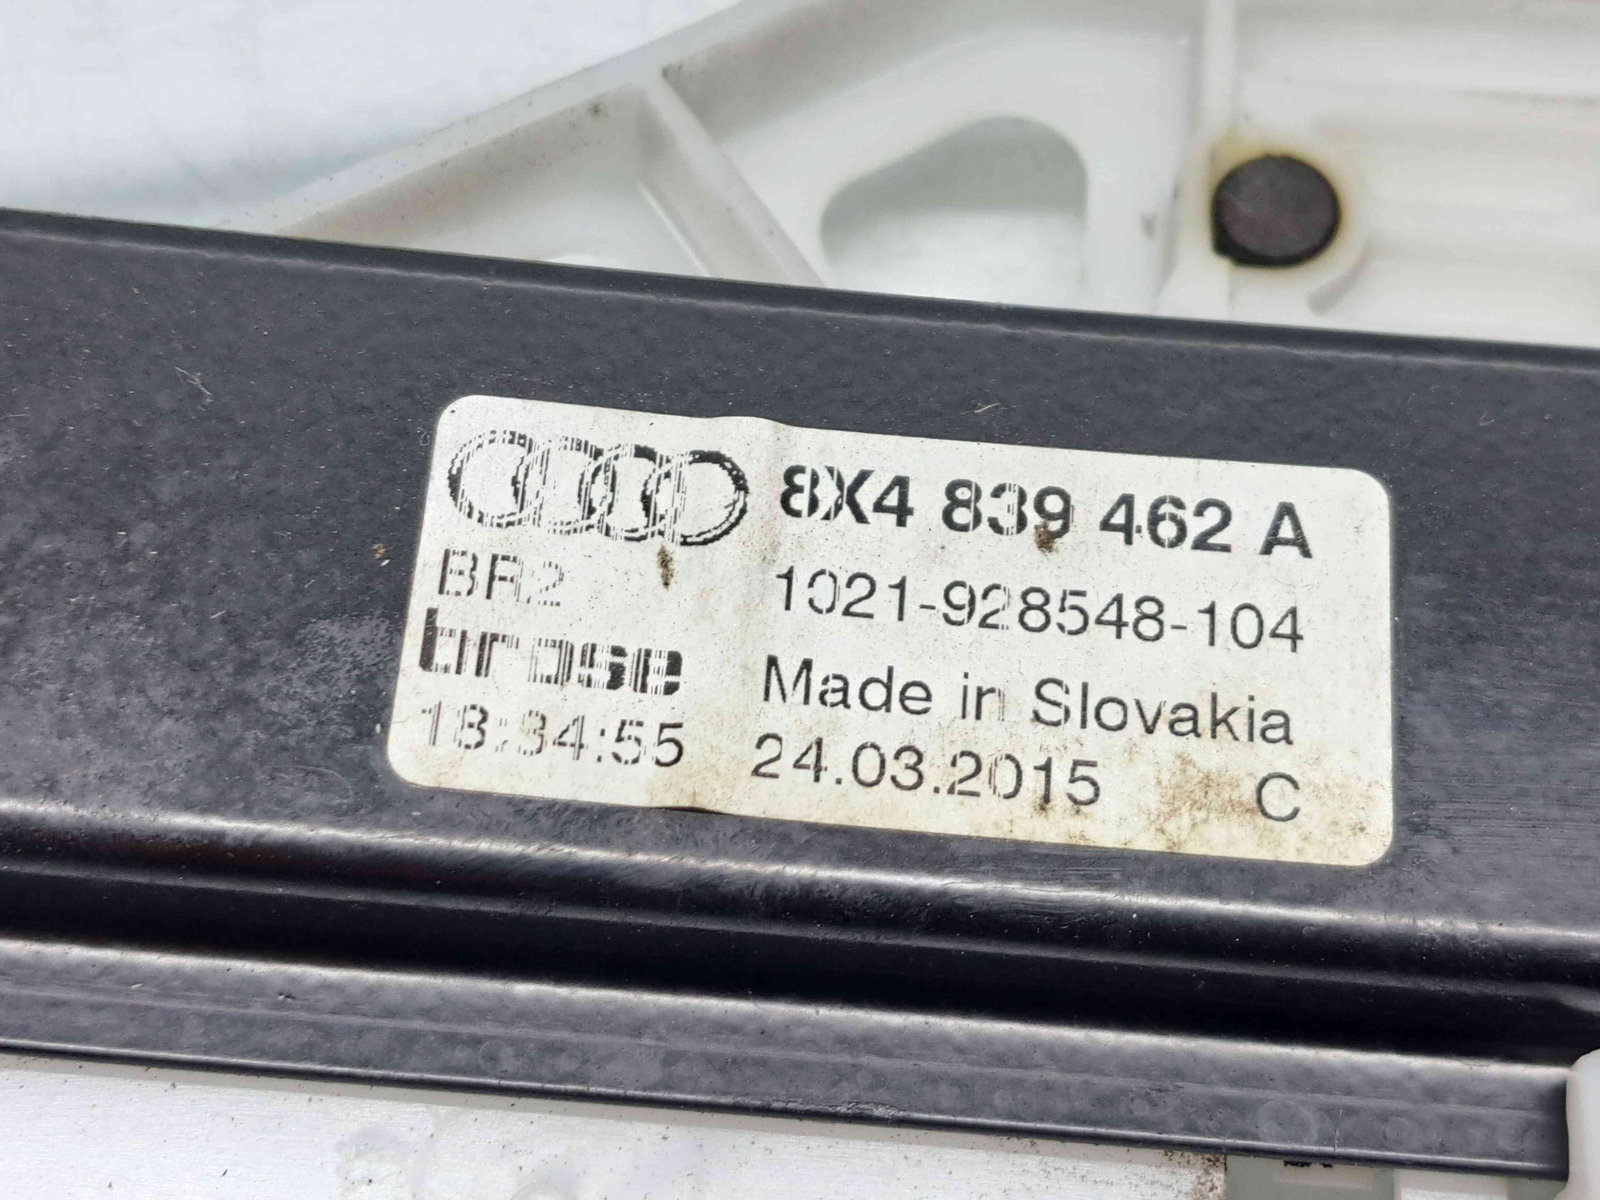 8X4 839 462 A
BR2 1021-928548-104
brose Made in Slovakia
18:34:55 24.03.2015 C